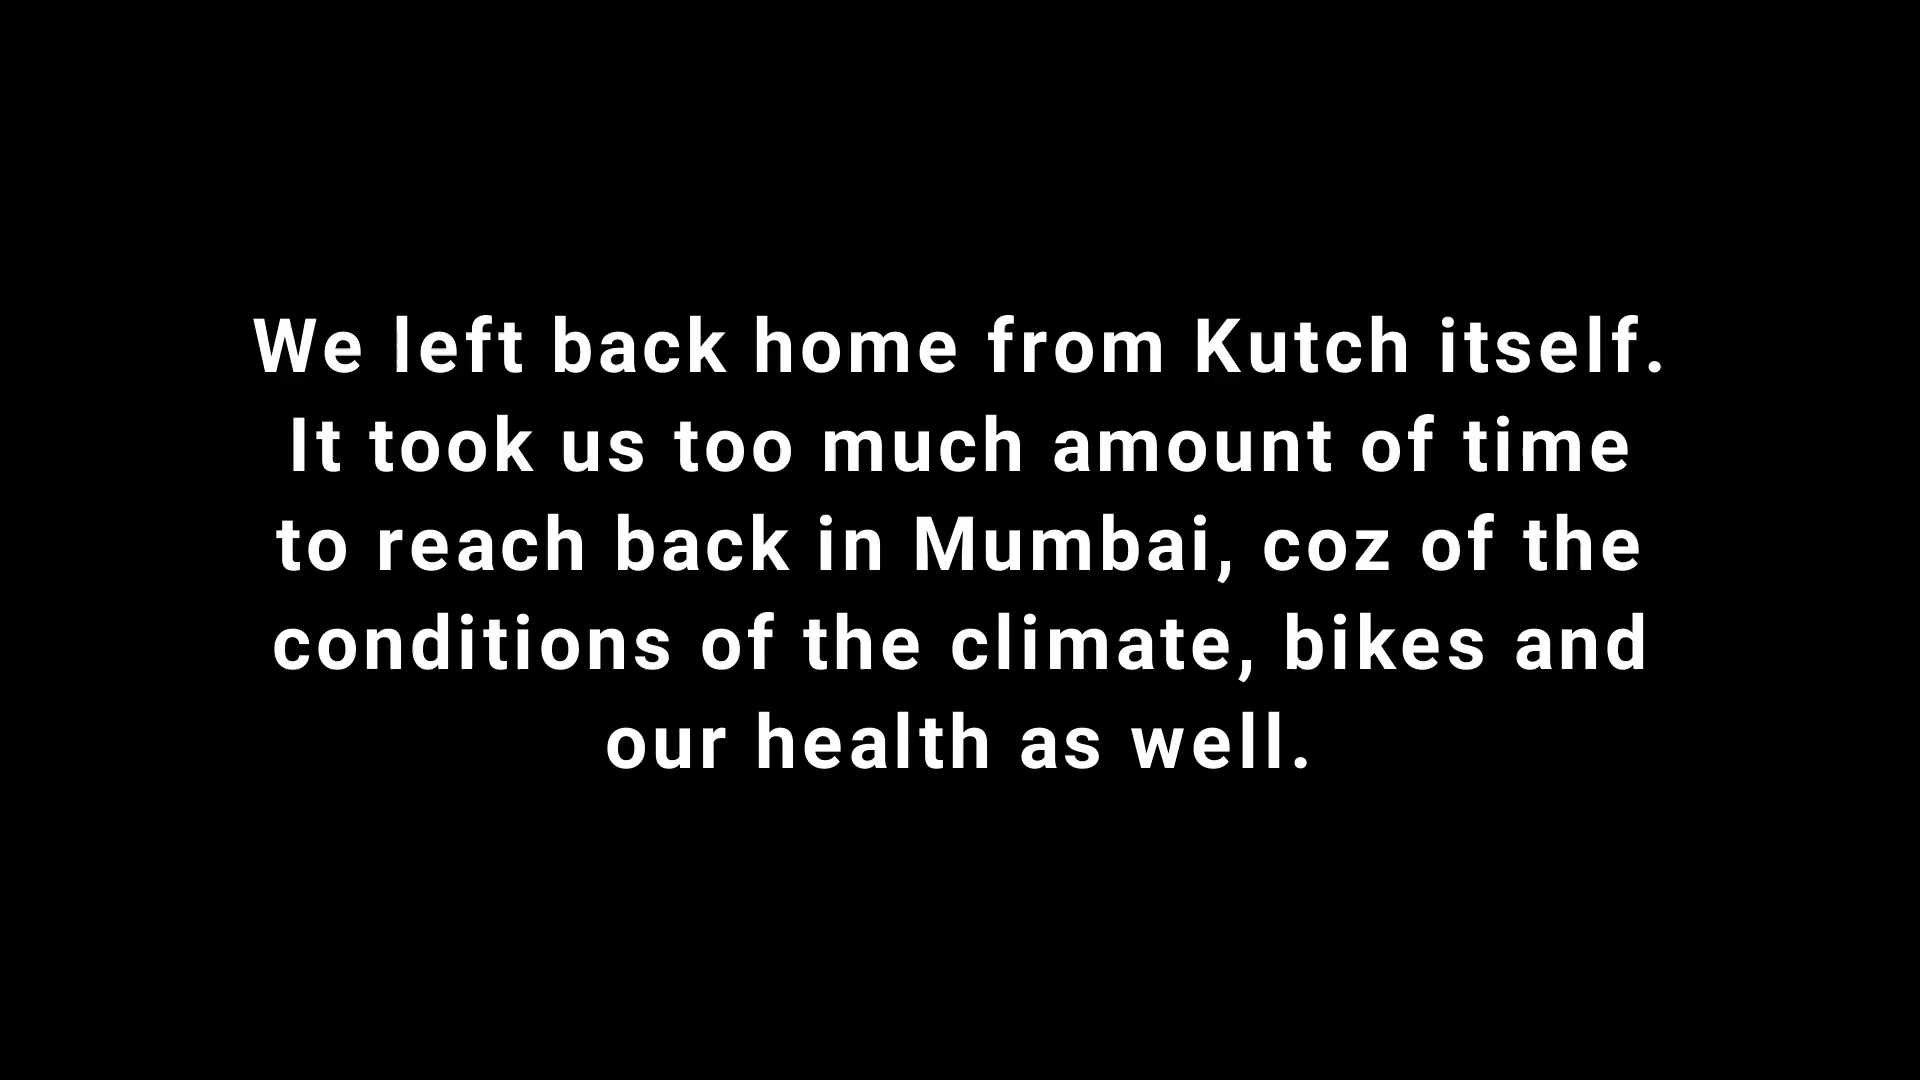 We left back home from Kutch itself.
It took us too much amount of time
to reach back in Mumbai, coz of the
conditions of the climate, bikes and
our health as well.